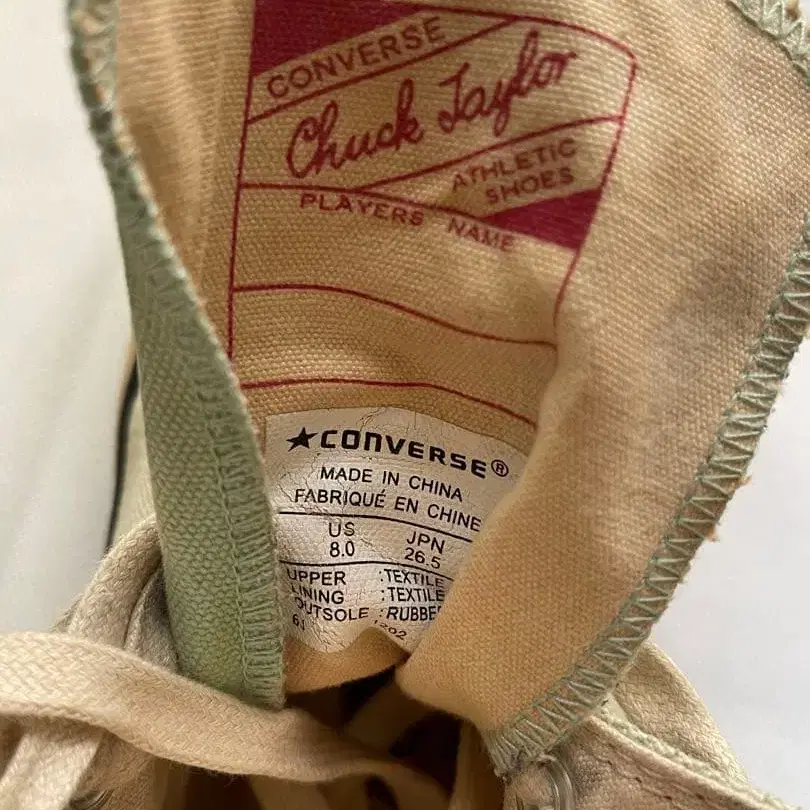 CONVERSE
Chuck Taylor
ATHLETIC
SHOES
PLAYERS NAME
★CONVERSE®
MADE IN CHINA
FABRIQUÉ EN CHINE
US JPN
8.0 26.5
UPPER :TEXTILE
LINING :TEXTILE
OUTSOLE :RUBBER
1202